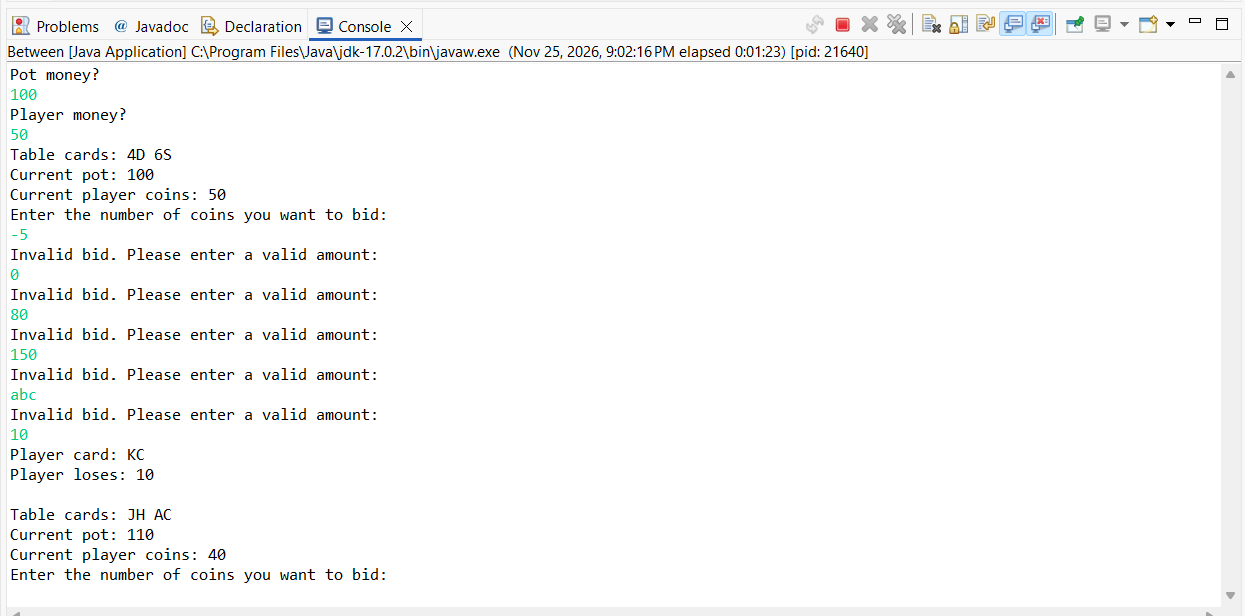 Problems @ Javadoc Declaration Console
Between [Java Application] C:\Program Files\Java\jdk-17.0.2\bin\javaw.exe (Nov 25, 2026, 9:02:16 PM elapsed 0:01:23) [pid: 21640]
Pot money?
100
Player money?
50
Table cards: 4D 6S
Current pot: 100
Current player coins: 50
Enter the number of coins you want to bid:
-5
Invalid bid. Please enter a valid amount:
0
Invalid bid. Please enter a valid amount:
80
Invalid bid. Please enter a valid amount:
150
Invalid bid. Please enter a valid amount:
abc
Invalid bid. Please enter a valid amount:
10
Player card: KC
Player loses: 10
Table cards: JH AC
Current pot: 110
Current player coins: 40
Enter the number of coins you want to bid: